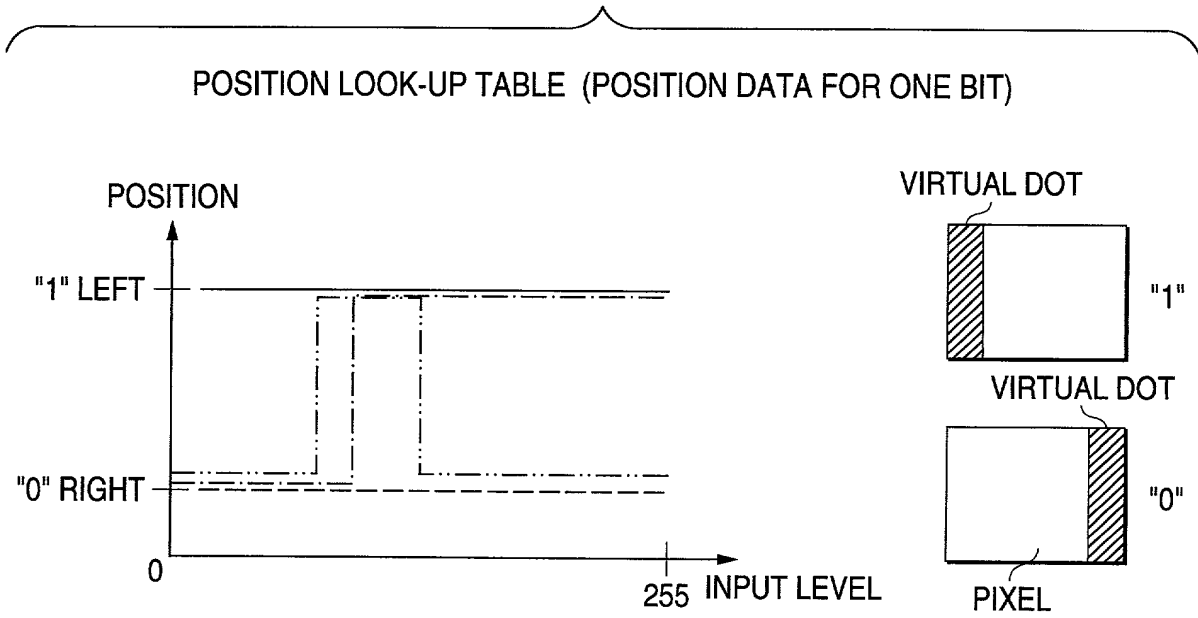 POSITION LOOK-UP TABLE (POSITION DATA FOR ONE BIT)
POSITION
"1" LEFT
"0" RIGHT
0
255
INPUT LEVEL
VIRTUAL DOT
"1"
VIRTUAL DOT
"0"
PIXEL